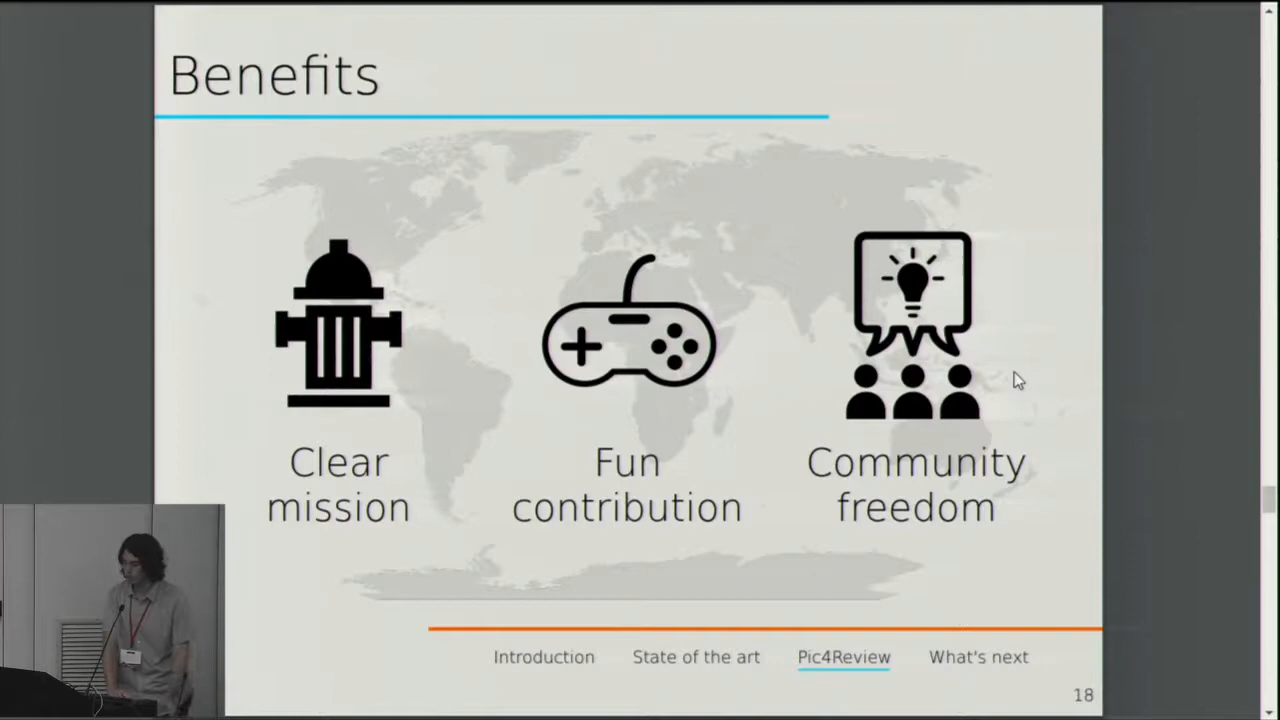 Benefits
Clear
mission
Fun
contribution
Community
freedom
Introduction
State of the art
Pic4Review
What's next
18